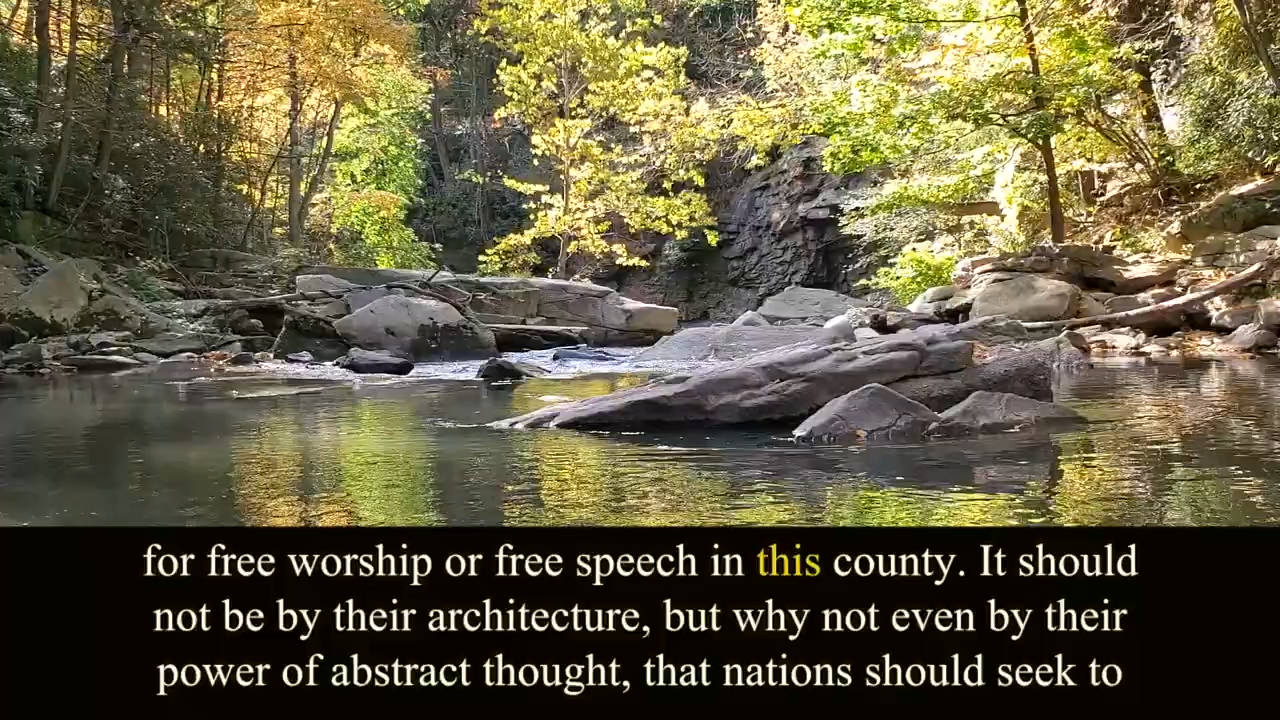 for free worship or free speech in this county. It should
not be by their architecture, but why not even by their
power of abstract thought, that nations should seek to